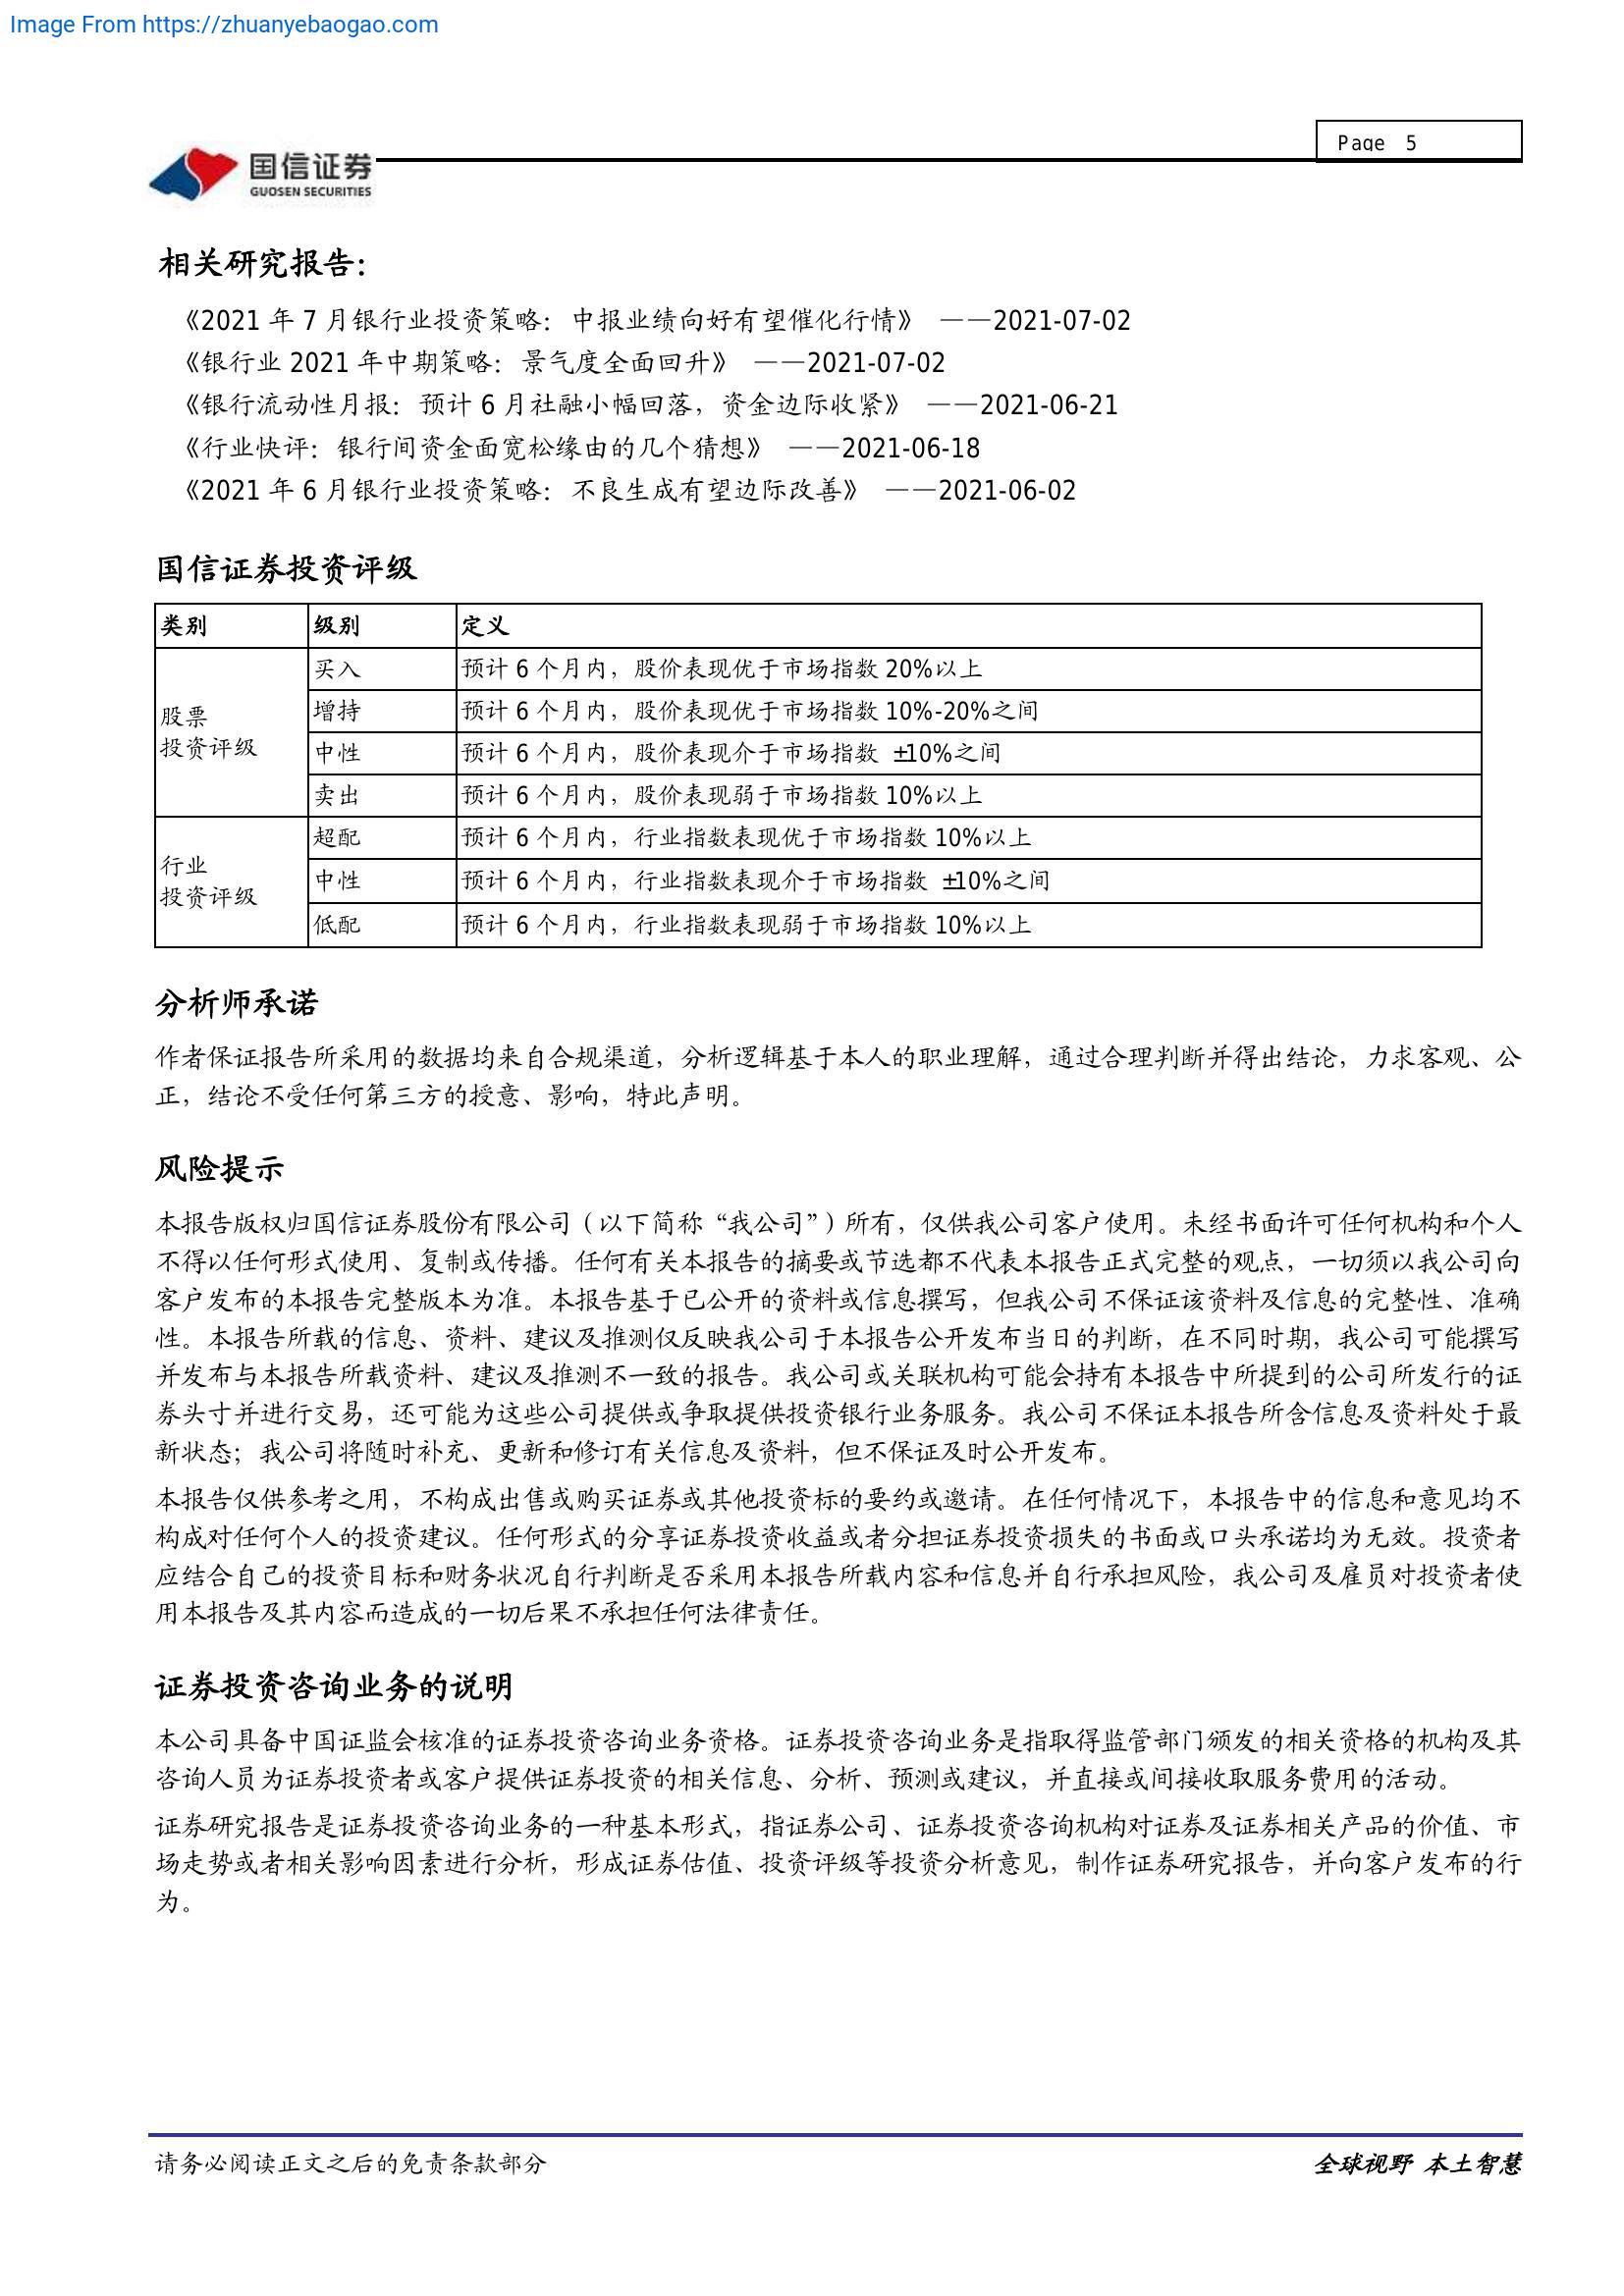 Image From https://zhuanyebaogao.com
Page 5
国信证券
GUOSEN SECURITIES
相关研究报告：
《2021 年 7 月银行业投资策略：中报业绩向好有望催化行情》 ——2021-07-02
《银行业 2021 年中期策略：景气度全面回升》 ——2021-07-02
《银行流动性月报：预计 6 月社融小幅回落，资金边际收紧》 ——2021-06-21
《行业快评：银行间资金面宽松缘由的几个猜想》 ——2021-06-18
《2021 年 6 月银行业投资策略：不良生成有望边际改善》 ——2021-06-02
国信证券投资评级
类别 级别 定义
股票
投资评级
买入 预计 6 个月内，股价表现优于市场指数 20%以上
增持 预计 6 个月内，股价表现优于市场指数 10%-20%之间
中性 预计 6 个月内，股价表现介于市场指数 ±10%之间
卖出 预计 6 个月内，股价表现弱于市场指数 10%以上
行业
投资评级
超配 预计 6 个月内，行业指数表现优于市场指数 10%以上
中性 预计 6 个月内，行业指数表现介于市场指数 ±10%之间
低配 预计 6 个月内，行业指数表现弱于市场指数 10%以上
分析师承诺
作者保证报告所采用的数据均来自合规渠道，分析逻辑基于本人的职业理解，通过合理判断并得出结论，力求客观、公
正，结论不受任何第三方的授意、影响，特此声明。
风险提示
本报告版权归国信证券股份有限公司（以下简称“我公司”）所有，仅供我公司客户使用。未经书面许可任何机构和个人
不得以任何形式使用、复制或传播。任何有关本报告的摘要或节选都不代表本报告正式完整的观点，一切须以我公司向
客户发布的本报告完整版本为准。本报告基于已公开的资料或信息撰写，但我公司不保证该资料及信息的完整性、准确
性。本报告所载的信息、资料、建议及推测仅反映我公司于本报告公开发布当日的判断，在不同时期，我公司可能撰写
并发布与本报告所载资料、建议及推测不一致的报告。我公司或关联机构可能会持有本报告中所提到的公司所发行的证
券头寸并进行交易，还可能为这些公司提供或争取提供投资银行业务服务。我公司不保证本报告所含信息及资料处于最
新状态；我公司将随时补充、更新和修订有关信息及资料，但不保证及时公开发布。
本报告仅供参考之用，不构成出售或购买证券或其他投资标的要约或邀请。在任何情况下，本报告中的信息和意见均不
构成对任何个人的投资建议。任何形式的分享证券投资收益或者分担证券投资损失的书面或口头承诺均为无效。投资者
应结合自己的投资目标和财务状况自行判断是否采用本报告所载内容和信息并自行承担风险，我公司及雇员对投资者使
用本报告及其内容而造成的一切后果不承担任何法律责任。
证券投资咨询业务的说明
本公司具备中国证监会核准的证券投资咨询业务资格。证券投资咨询业务是指取得监管部门颁发的相关资格的机构及其
咨询人员为证券投资者或客户提供证券投资的相关信息、分析、预测或建议，并直接或间接收取服务费用的活动。
证券研究报告是证券投资咨询业务的一种基本形式，指证券公司、证券投资咨询机构对证券及证券相关产品的价值、市
场走势或者相关影响因素进行分析，形成证券估值、投资评级等投资分析意见，制作证券研究报告，并向客户发布的行
为。
请务必阅读正文之后的免责条款部分
全球视野 本土智慧